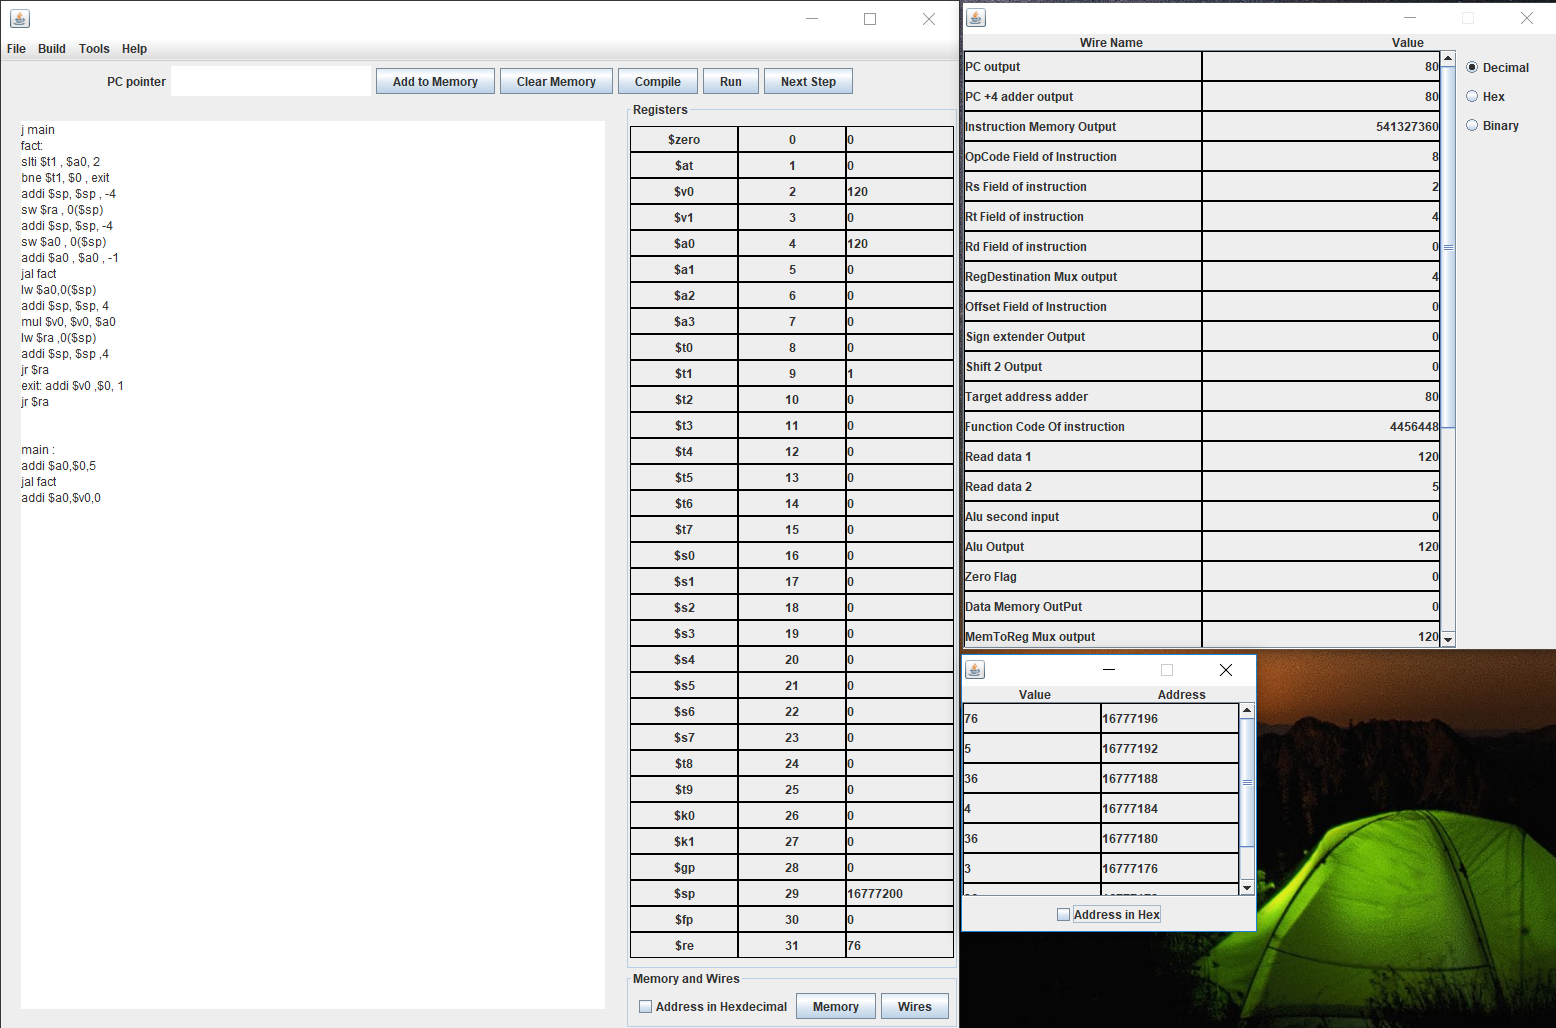 File Build Tools Help
PC pointer Add to Memory Clear Memory Compile Run Next Step
j main
fact:
slti $t1 , $a0, 2
bne $t1, $0 , exit
addi $sp, $sp , -4
sw $ra , 0($sp)
addi $sp, $sp, -4
sw $a0 , 0($sp)
addi $a0 , $a0 , -1
jal fact
lw $a0,0($sp)
addi $sp, $sp, 4
mul $v0, $v0, $a0
lw $ra ,0($sp)
addi $sp, $sp ,4
jr $ra
exit: addi $v0 ,$0, 1
jr $ra
main :
addi $a0,$0,5
jal fact
addi $a0,$v0,0
Registers
$zero 0 0
$at 1 0
$v0 2 120
$v1 3 0
$a0 4 120
$a1 5 0
$a2 6 0
$a3 7 0
$t0 8 0
$t1 9 1
$t2 10 0
$t3 11 0
$t4 12 0
$t5 13 0
$t6 14 0
$t7 15 0
$s0 16 0
$s1 17 0
$s2 18 0
$s3 19 0
$s4 20 0
$s5 21 0
$s6 22 0
$s7 23 0
$t8 24 0
$t9 25 0
$k0 26 0
$k1 27 0
$gp 28 0
$sp 29 16777200
$fp 30 0
$re 31 76
Memory and Wires
Address in Hexdecimal Memory Wires
Wire Name Value
PC output 80
PC +4 adder output 80
Instruction Memory Output 541327360
OpCode Field of Instruction 8
Rs Field of instruction 2
Rt Field of instruction 4
Rd Field of instruction 0
RegDestination Mux output 4
Offset Field of Instruction 0
Sign extender Output 0
Shift 2 Output 0
Target address adder 80
Function Code Of instruction 4456448
Read data 1 120
Read data 2 5
Alu second input 0
Alu Output 120
Zero Flag 0
Data Memory OutPut 0
MemToReg Mux output 120
Decimal
Hex
Binary
Value Address
76 16777196
5 16777192
36 16777188
4 16777184
36 16777180
3 16777176
Address in Hex